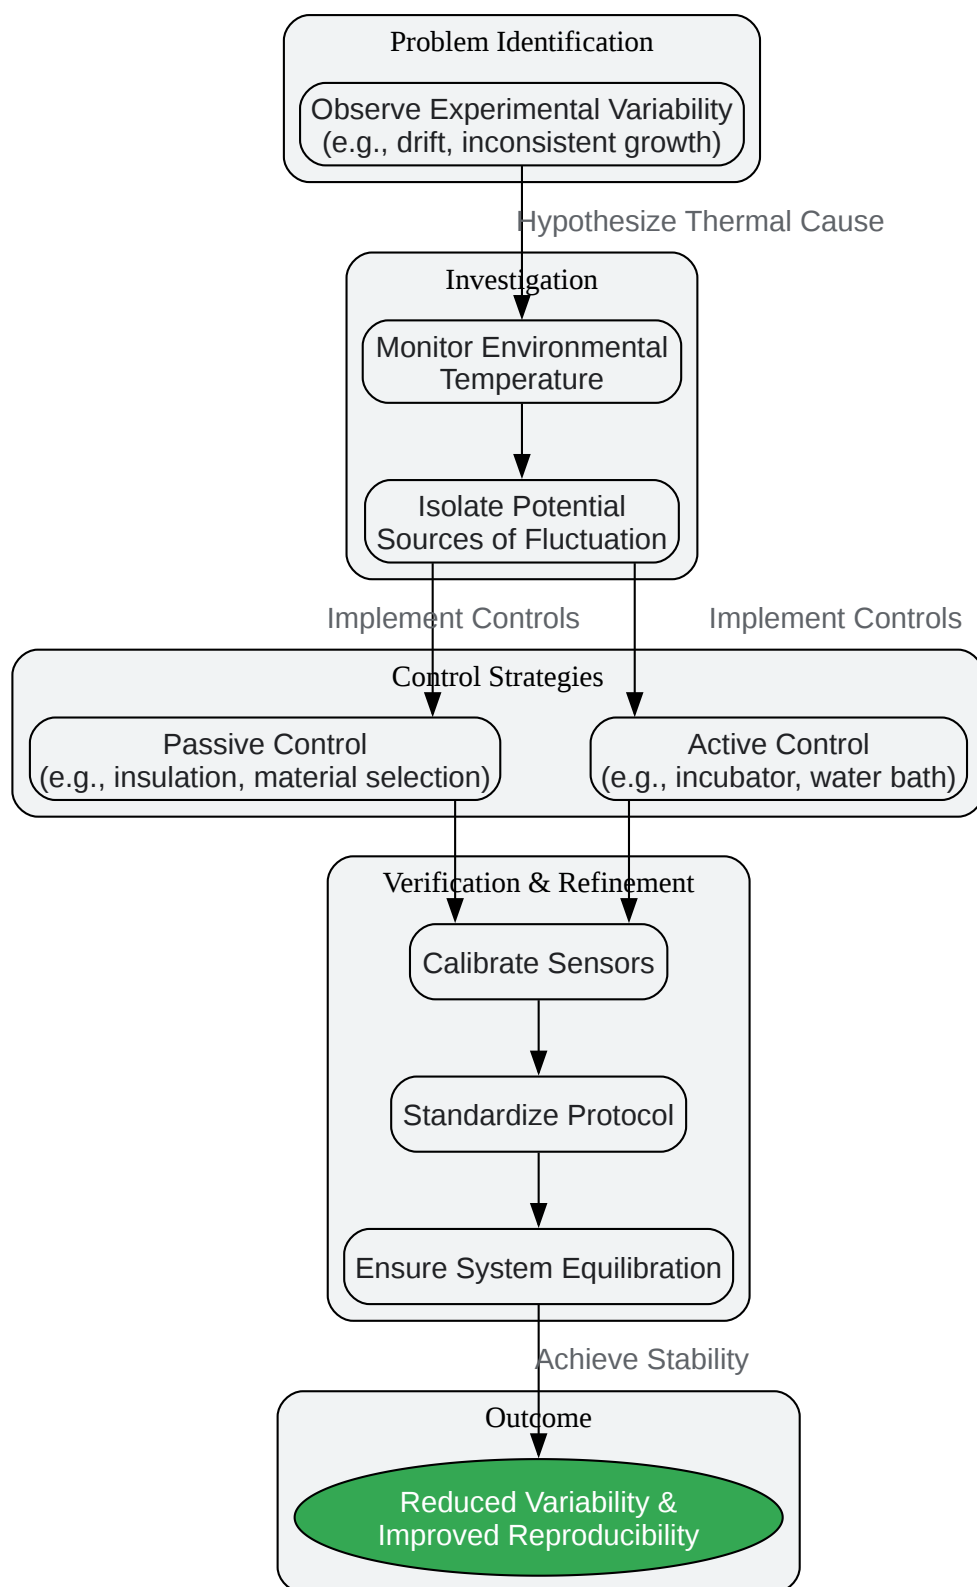 Problem Identification
Observe Experimental Variability
(e.g., drift, inconsistent growth)
Hypothesize Thermal Cause
Investigation
Monitor Environmental
Temperature
Isolate Potential
Sources of Fluctuation
Implement Controls
Implement Controls
Control Strategies
Passive Control
(e.g., insulation, material selection)
Active Control
(e.g., incubator, water bath)
Verification & Refinement
Calibrate Sensors
Standardize Protocol
Ensure System Equilibration
Achieve Stability
Outcome
Reduced Variability &
Improved Reproducibility